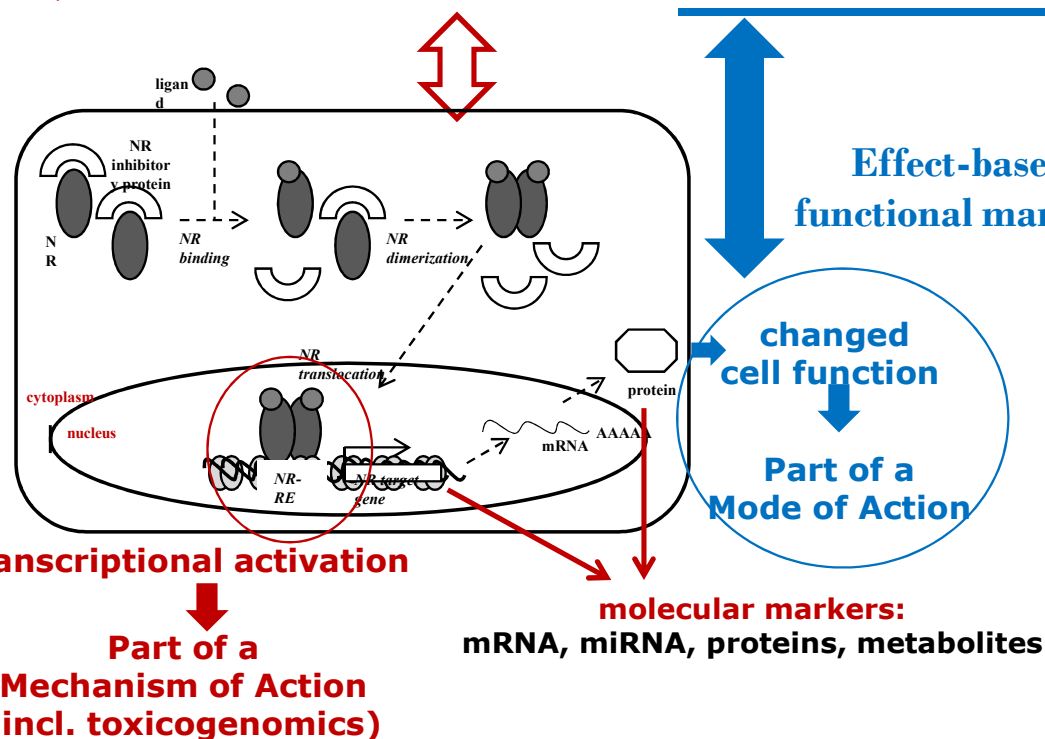 ligan
d
NR
inhibitor
y protein
N
R
NR
binding
NR
dimerization
Effect-base
functional mar
NR
translocation
cytoplasm
nucleus
protein
changed
cell function
mRNA
AAAAA
NR-
RE
NR target
gene
Part of a
Mode of Action
anscriptional activation
Part of a
Mechanism of Action
incl. toxicogenomics)
molecular markers:
mRNA, miRNA, proteins, metabolites